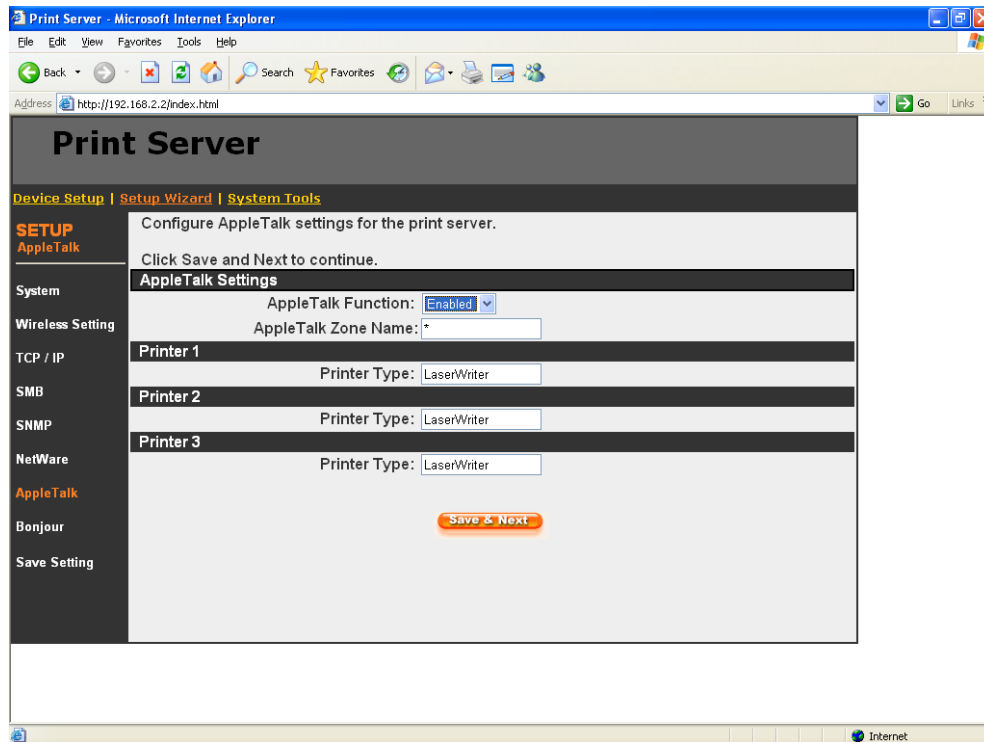 Print Server - Microsoft Internet Explorer
File Edit View Favorites Tools Help
Back Search Favorites
Address http://192.168.2.2/index.html Go Links
Print Server
Device Setup | Setup Wizard | System Tools
SETUP
AppleTalk
System
Wireless Setting
TCP / IP
SMB
SNMP
NetWare
AppleTalk
Bonjour
Save Setting
Configure AppleTalk settings for the print server.
Click Save and Next to continue.
AppleTalk Settings
AppleTalk Function: Enabled
AppleTalk Zone Name: *
Printer 1
Printer Type: LaserWriter
Printer 2
Printer Type: LaserWriter
Printer 3
Printer Type: LaserWriter
Save & Next
Internet